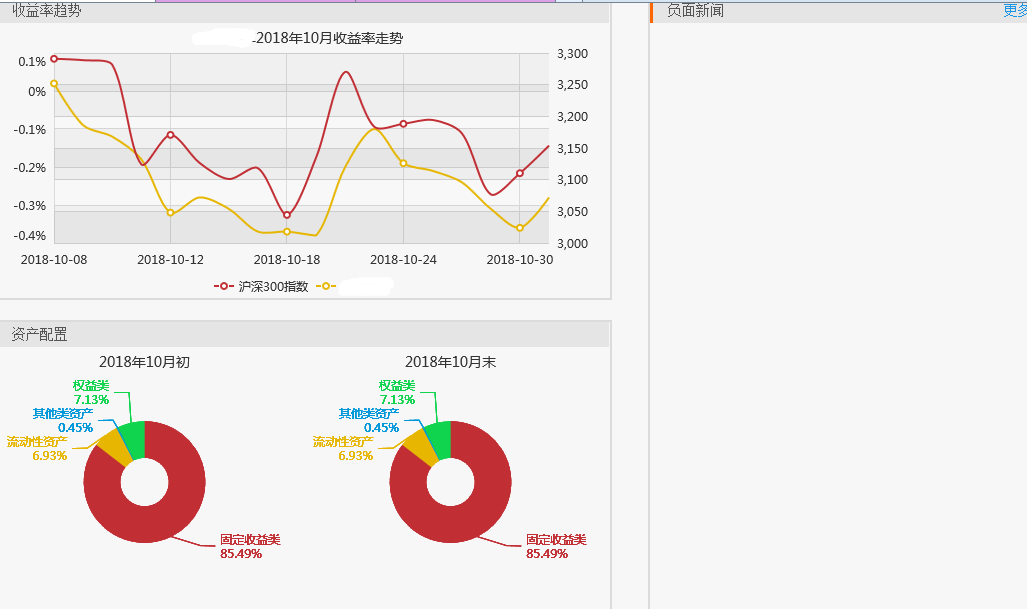 收益率趋势
负面新闻
更多
-2018年10月收益率走势
0.1%
0%
-0.1%
-0.2%
-0.3%
-0.4%
3,300
3,250
3,200
3,150
3,100
3,050
3,000
2018-10-08 2018-10-12 2018-10-18 2018-10-24 2018-10-30
沪深300指数
资产配置
2018年10月初
权益类
7.13%
其他类资产
0.45%
流动性资产
6.93%
固定收益类
85.49%
2018年10月末
权益类
7.13%
其他类资产
0.45%
流动性资产
6.93%
固定收益类
85.49%